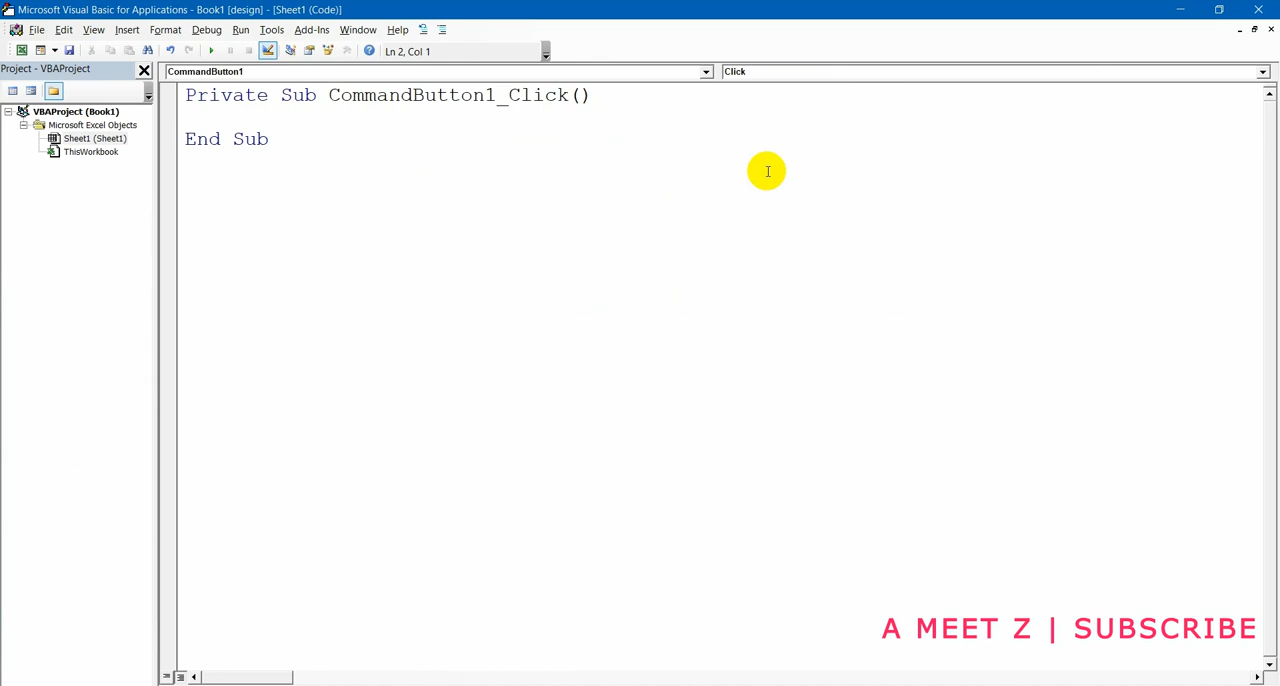 Microsoft Visual Basic for Applications - Book1 [design] - [Sheet1 (Code)]
File Edit View Insert Format Debug Run Tools Add-Ins Window Help
Ln 2, Col 1
Project - VBAProject
CommandButton1
Click
Private Sub CommandButton1_Click()
End Sub
VBAProject (Book1)
Microsoft Excel Objects
Sheet1 (Sheet1)
ThisWorkbook
A MEET Z | SUBSCRIBE